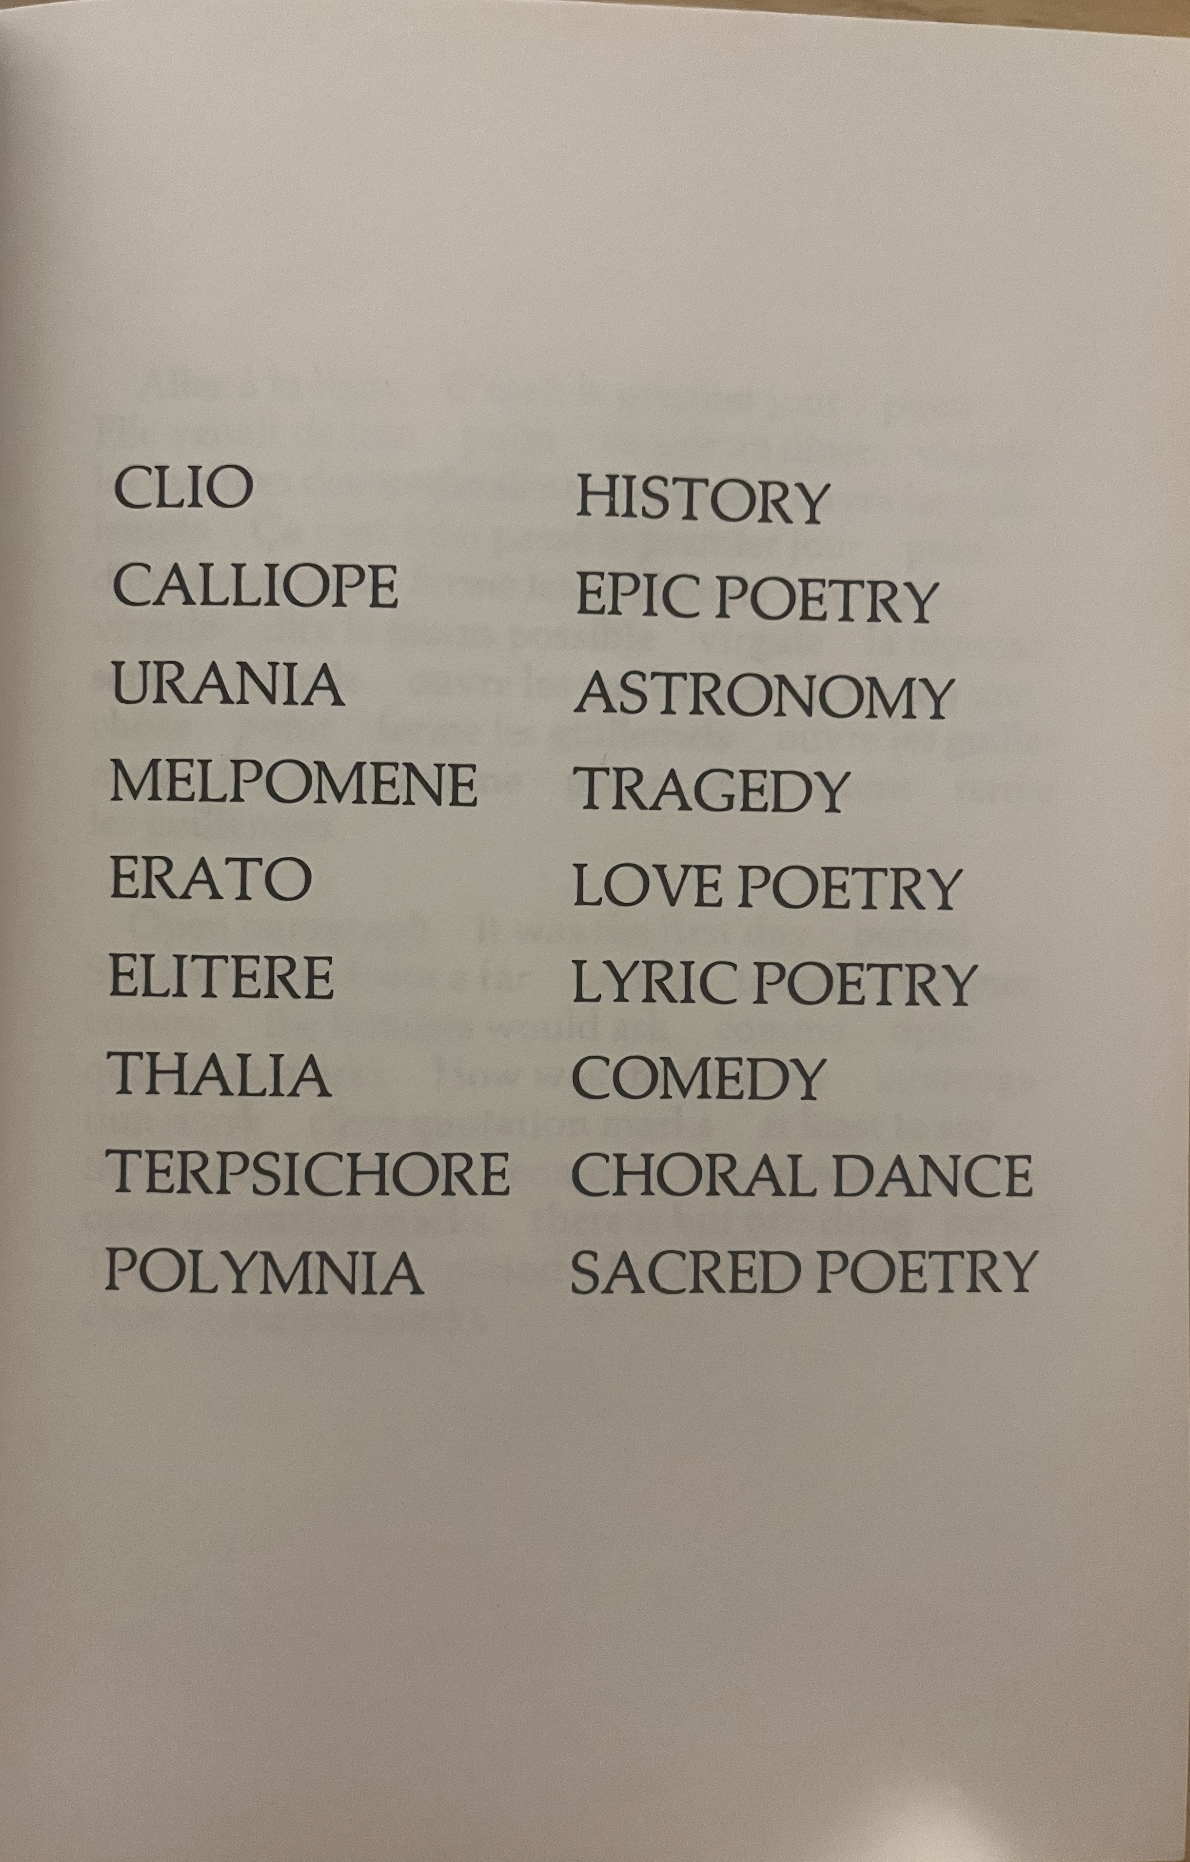 CLIO HISTORY
CALLIOPE EPIC POETRY
URANIA ASTRONOMY
MELPOMENE TRAGEDY
ERATO LOVE POETRY
ELITERE LYRIC POETRY
THALIA COMEDY
TERPSICHORE CHORAL DANCE
POLYMNIA SACRED POETRY